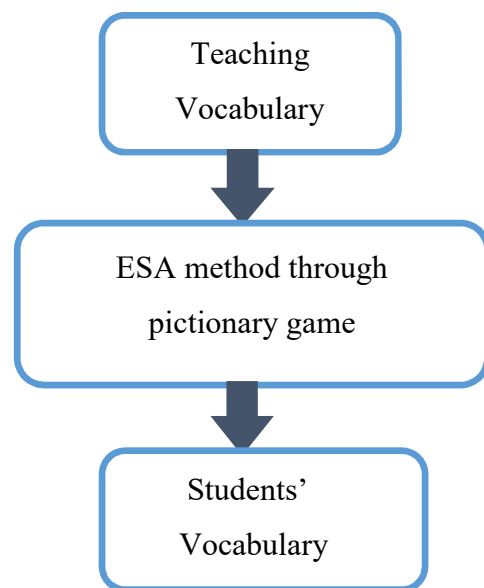 Teaching
Vocabulary
ESA method through
pictionary game
Students’
Vocabulary